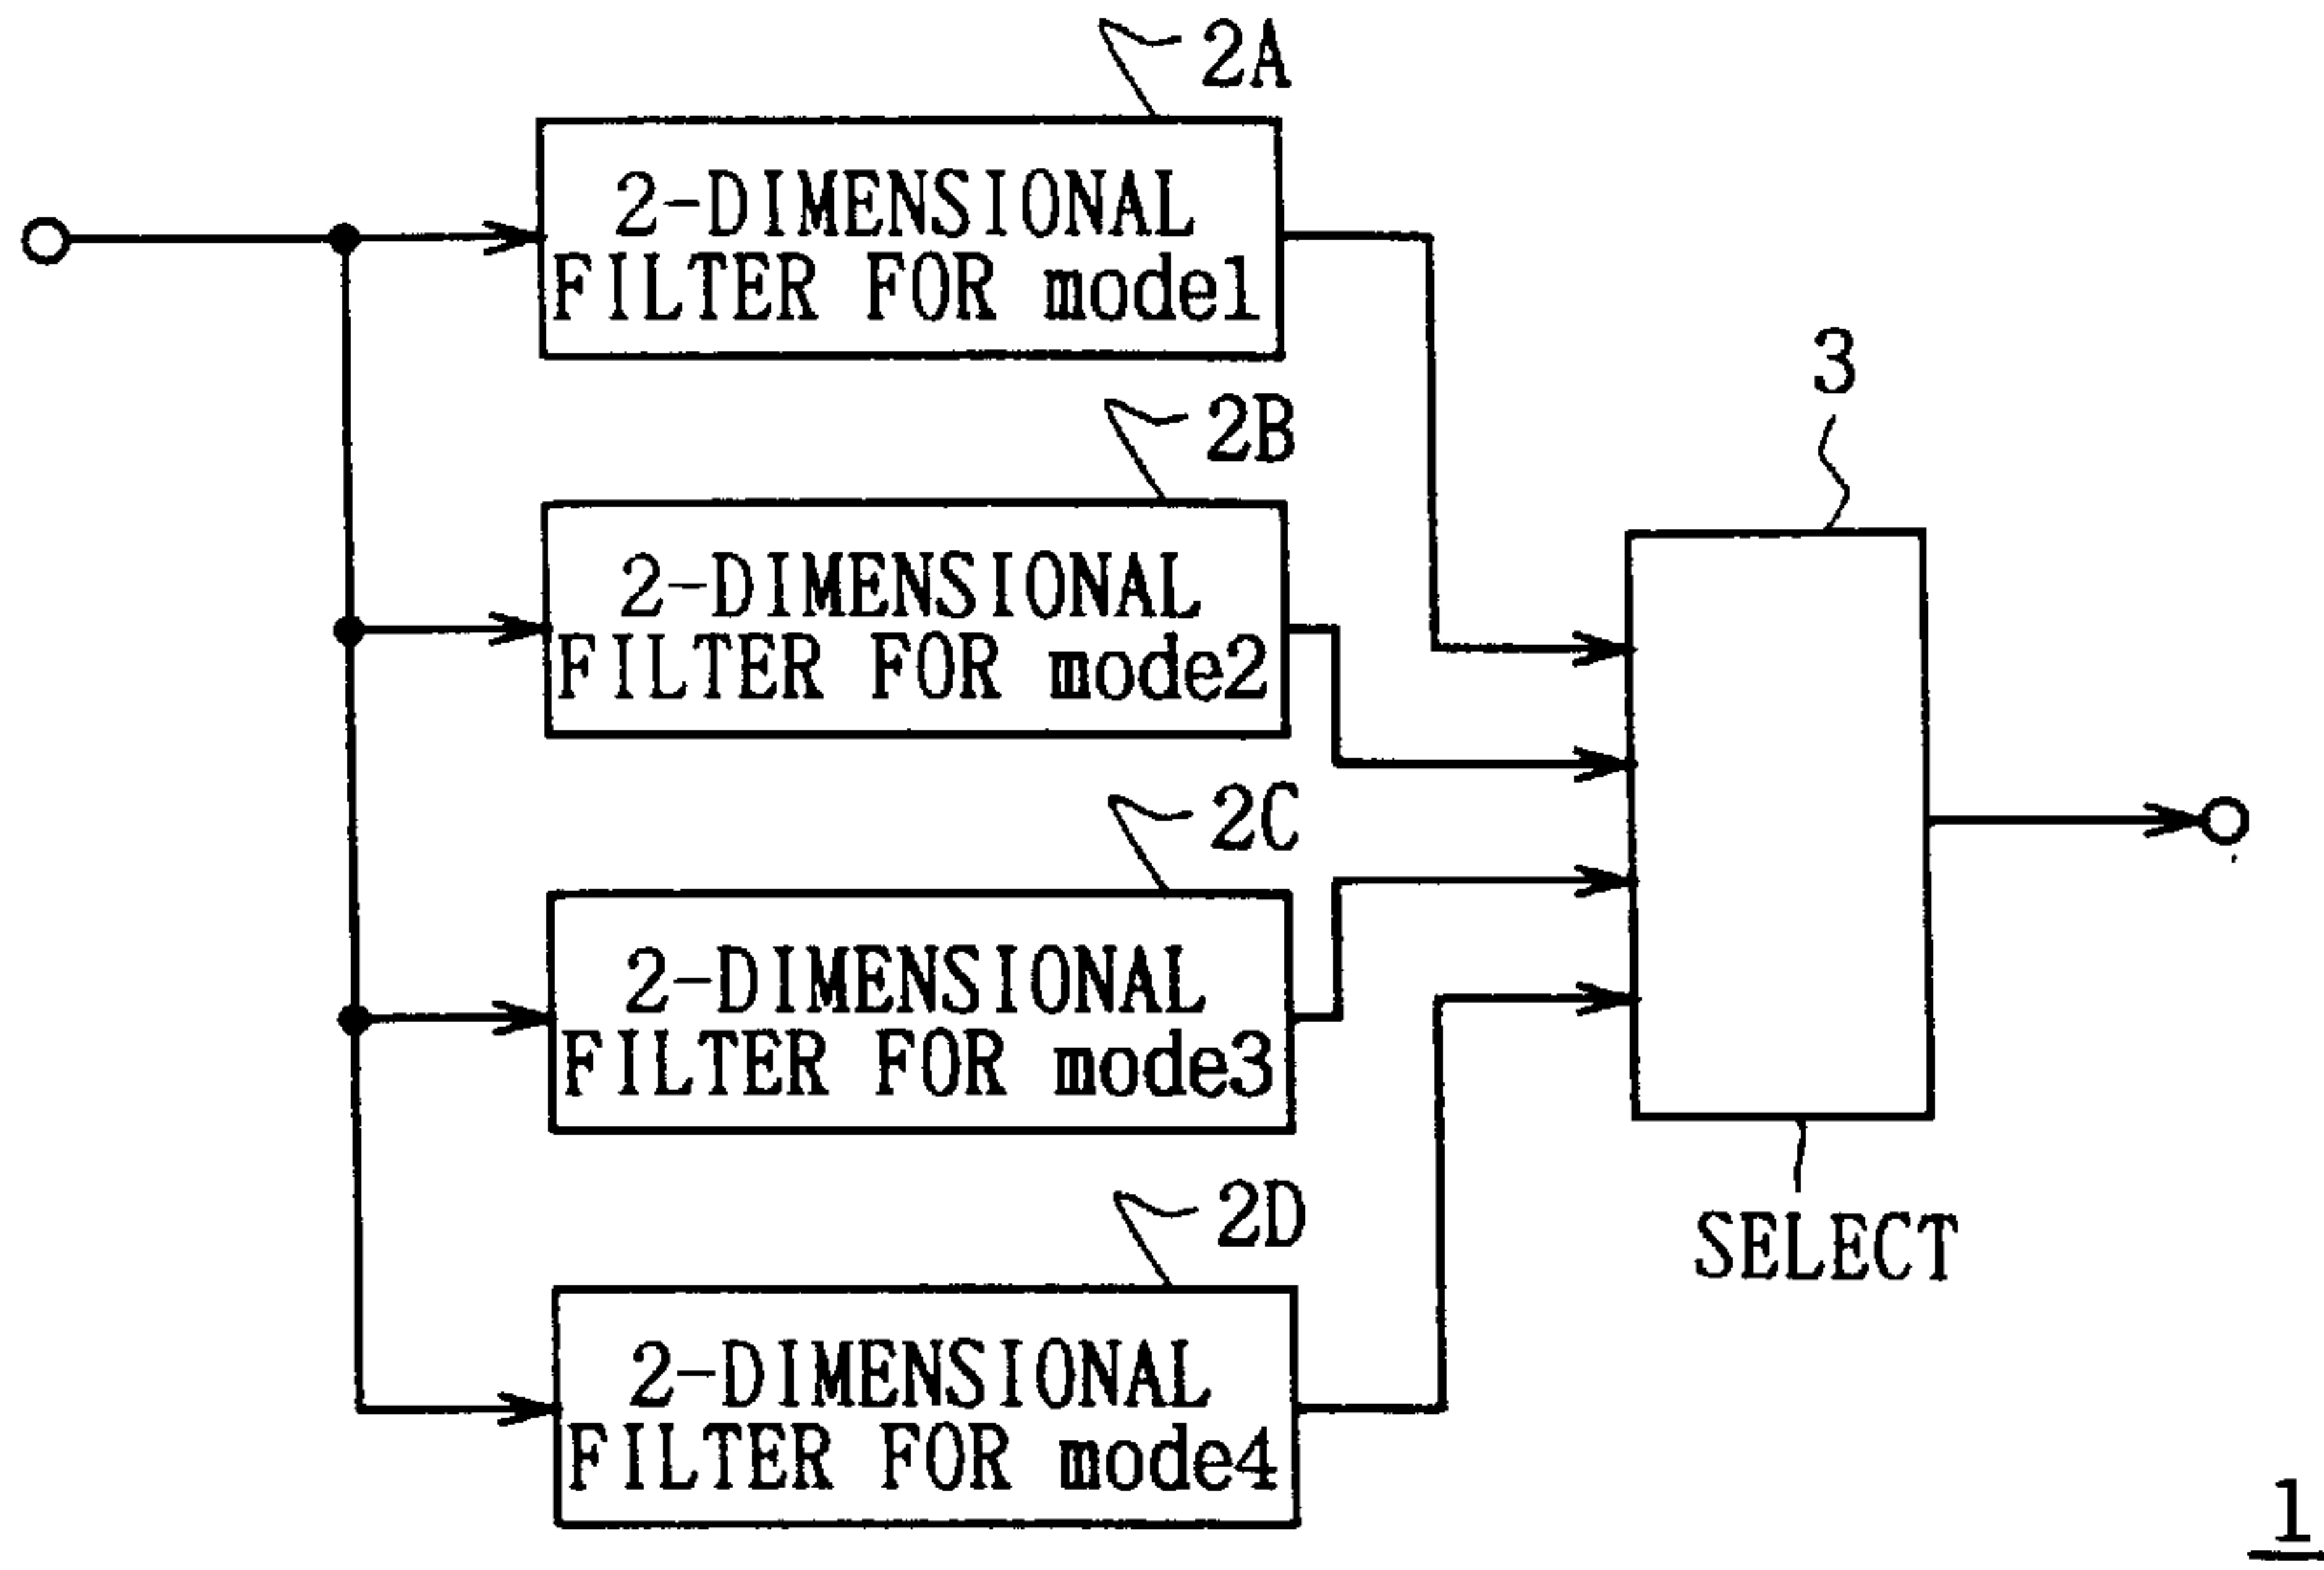 2A
2-DIMENSIONAL
FILTER FOR mode1
2B
2-DIMENSIONAL
FILTER FOR mode2
3
2C
2-DIMENSIONAL
FILTER FOR mode3
2D
SELECT
2-DIMENSIONAL
FILTER FOR mode4
1